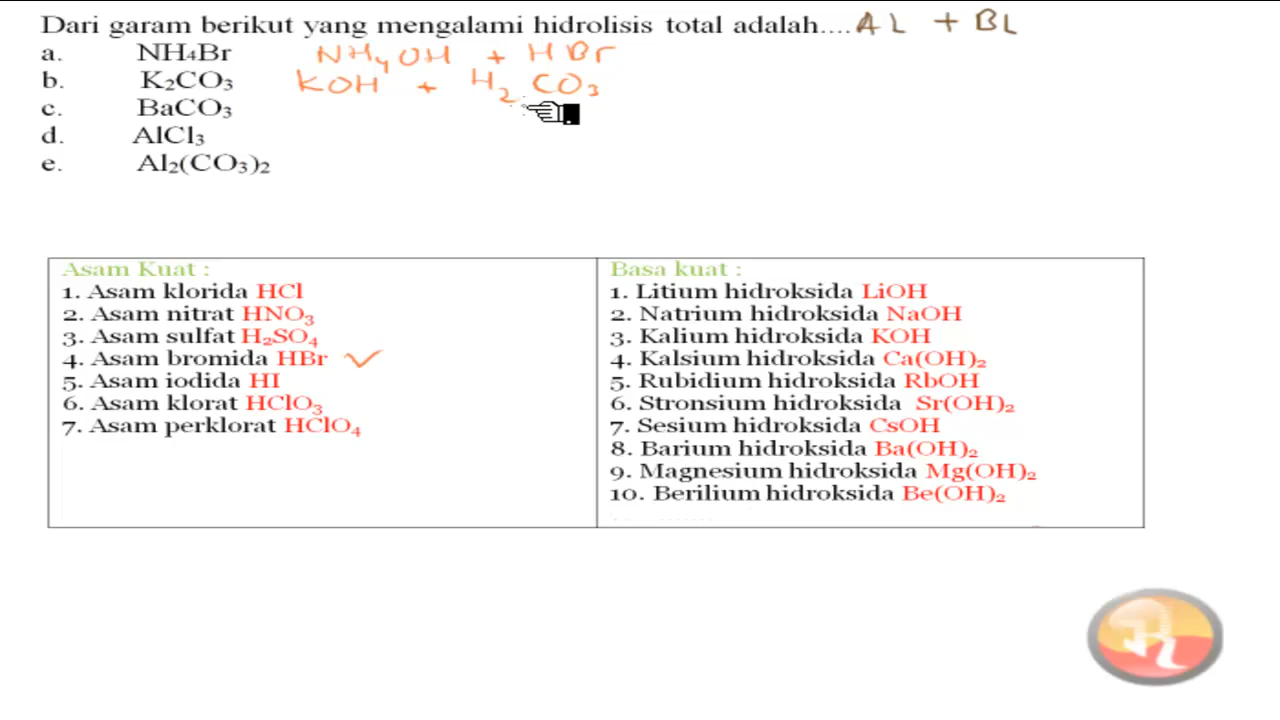 Dari garam berikut yang mengalami hidrolisis total adalah.... AL + BL
a. NH₄Br NH₄OH + HBr
b. K₂CO₃ KOH + H₂CO₃
c. BaCO₃
d. AlCl₃
e. Al₂(CO₃)₂
Asam Kuat :
1. Asam klorida HCl
2. Asam nitrat HNO₃
3. Asam sulfat H₂SO₄
4. Asam bromida HBr ✓
5. Asam iodida HI
6. Asam klorat HClO₃
7. Asam perklorat HClO₄
Basa kuat :
1. Litium hidroksida LiOH
2. Natrium hidroksida NaOH
3. Kalium hidroksida KOH
4. Kalsium hidroksida Ca(OH)₂
5. Rubidium hidroksida RbOH
6. Stronsium hidroksida Sr(OH)₂
7. Sesium hidroksida CsOH
8. Barium hidroksida Ba(OH)₂
9. Magnesium hidroksida Mg(OH)₂
10. Berilium hidroksida Be(OH)₂